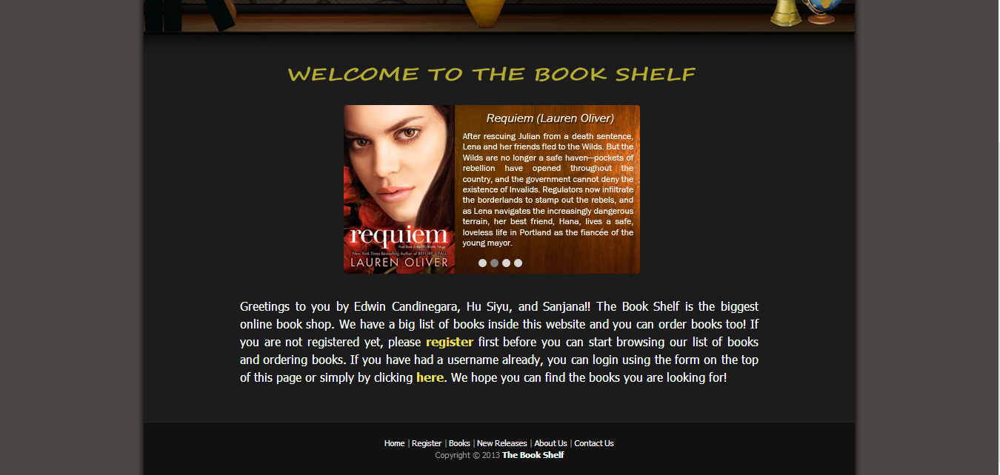 WELCOME TO THE BOOK SHELF
Requiem (Lauren Oliver)
After rescuing Julian from a death sentence,
Lena and her friends fled to the Wilds. But the
Wilds are no longer a safe haven—pockets of
rebellion have opened throughout the
country, and the government cannot deny the
existence of Invalids. Regulators now infiltrate
the borderlands to stamp out the rebels, and
as Lena navigates the increasingly dangerous
terrain, her best friend, Hana, lives a safe,
loveless life in Portland as the fiancée of the
young mayor.
requiem
Final Book in the DELIRIUM Trilogy
New York Times Bestselling Author of BEFORE I FALL
LAUREN OLIVER
Greetings to you by Edwin Candinegara, Hu Siyu, and Sanjana!! The Book Shelf is the biggest
online book shop. We have a big list of books inside this website and you can order books too! If
you are not registered yet, please register first before you can start browsing our list of books
and ordering books. If you have had a username already, you can login using the form on the top
of this page or simply by clicking here. We hope you can find the books you are looking for!
Home | Register | Books | New Releases | About Us | Contact Us
Copyright © 2013 The Book Shelf